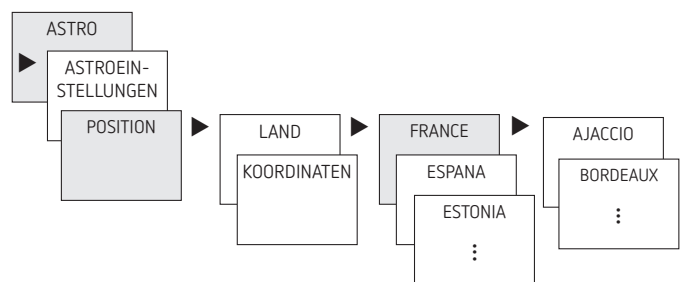 ASTRO
ASTROEIN-
STELLUNGEN
POSITION
LAND
KOORDINATEN
FRANCE
ESPANA
ESTONIA
AJACCIO
BORDEAUX